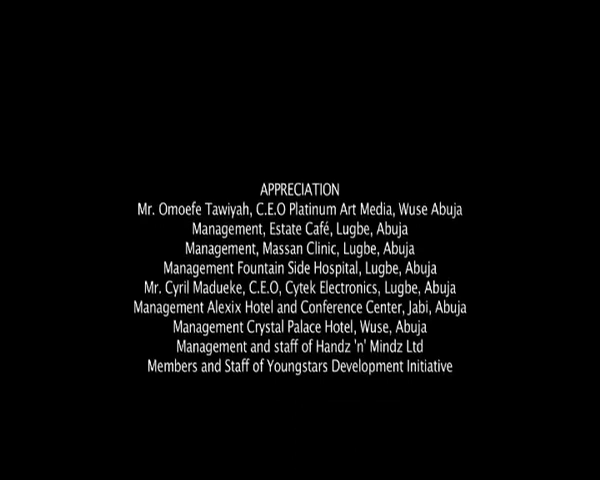 APPRECIATION
Mr. Omoefe Tawiyah, C.E.O Platinum Art Media, Wuse Abuja
Management, Estate Café, Lugbe, Abuja
Management, Massan Clinic, Lugbe, Abuja
Management Fountain Side Hospital, Lugbe, Abuja
Mr. Cyril Madueke, C.E.O, Cytek Electronics, Lugbe, Abuja
Management Alexix Hotel and Conference Center, Jabi, Abuja
Management Crystal Palace Hotel, Wuse, Abuja
Management and staff of Handz 'n' Mindz Ltd
Members and Staff of Youngstars Development Initiative